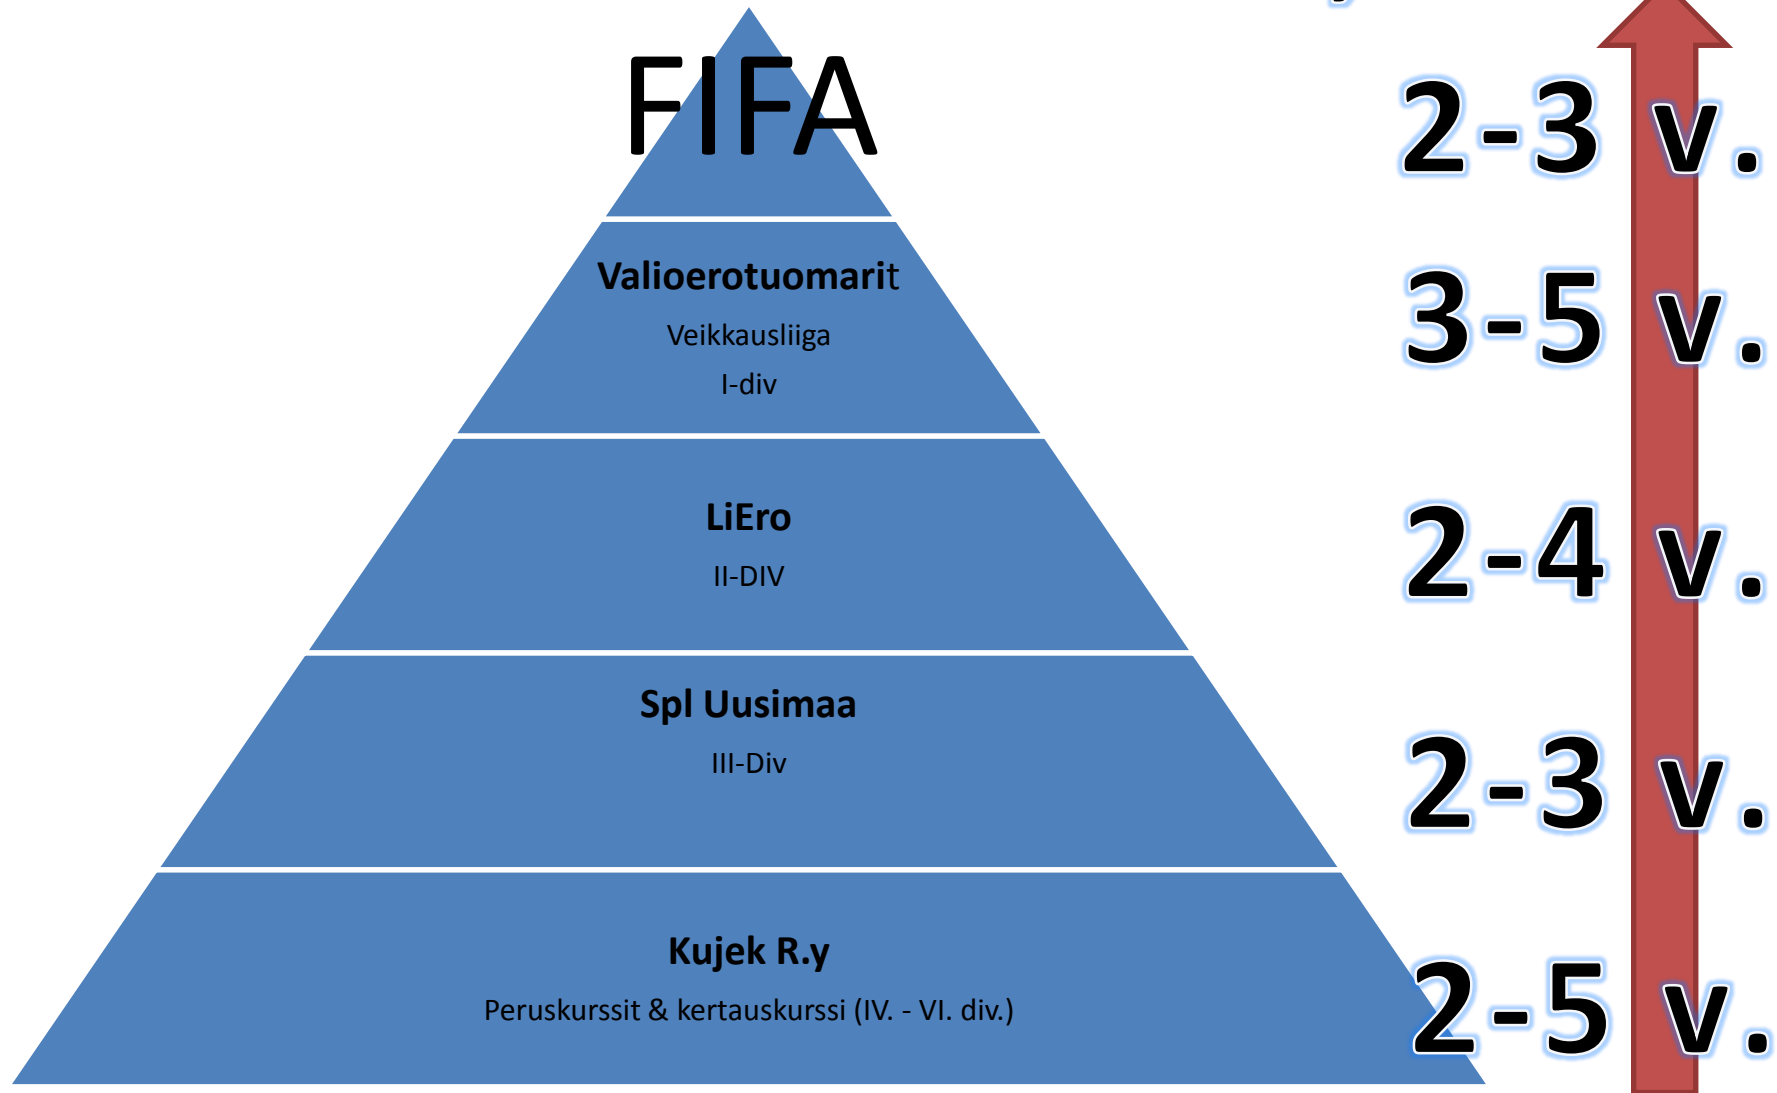 FIFA
2-3 v.
Valioerotuomarit
Veikkausliiga
I-div
3-5 v.
LiEro
II-DIV
2-4 v.
Spl Uusimaa
III-Div
2-3 v.
Kujek R.y
Peruskurssit & kertauskurssi (IV. - VI. div.)
2-5 v.